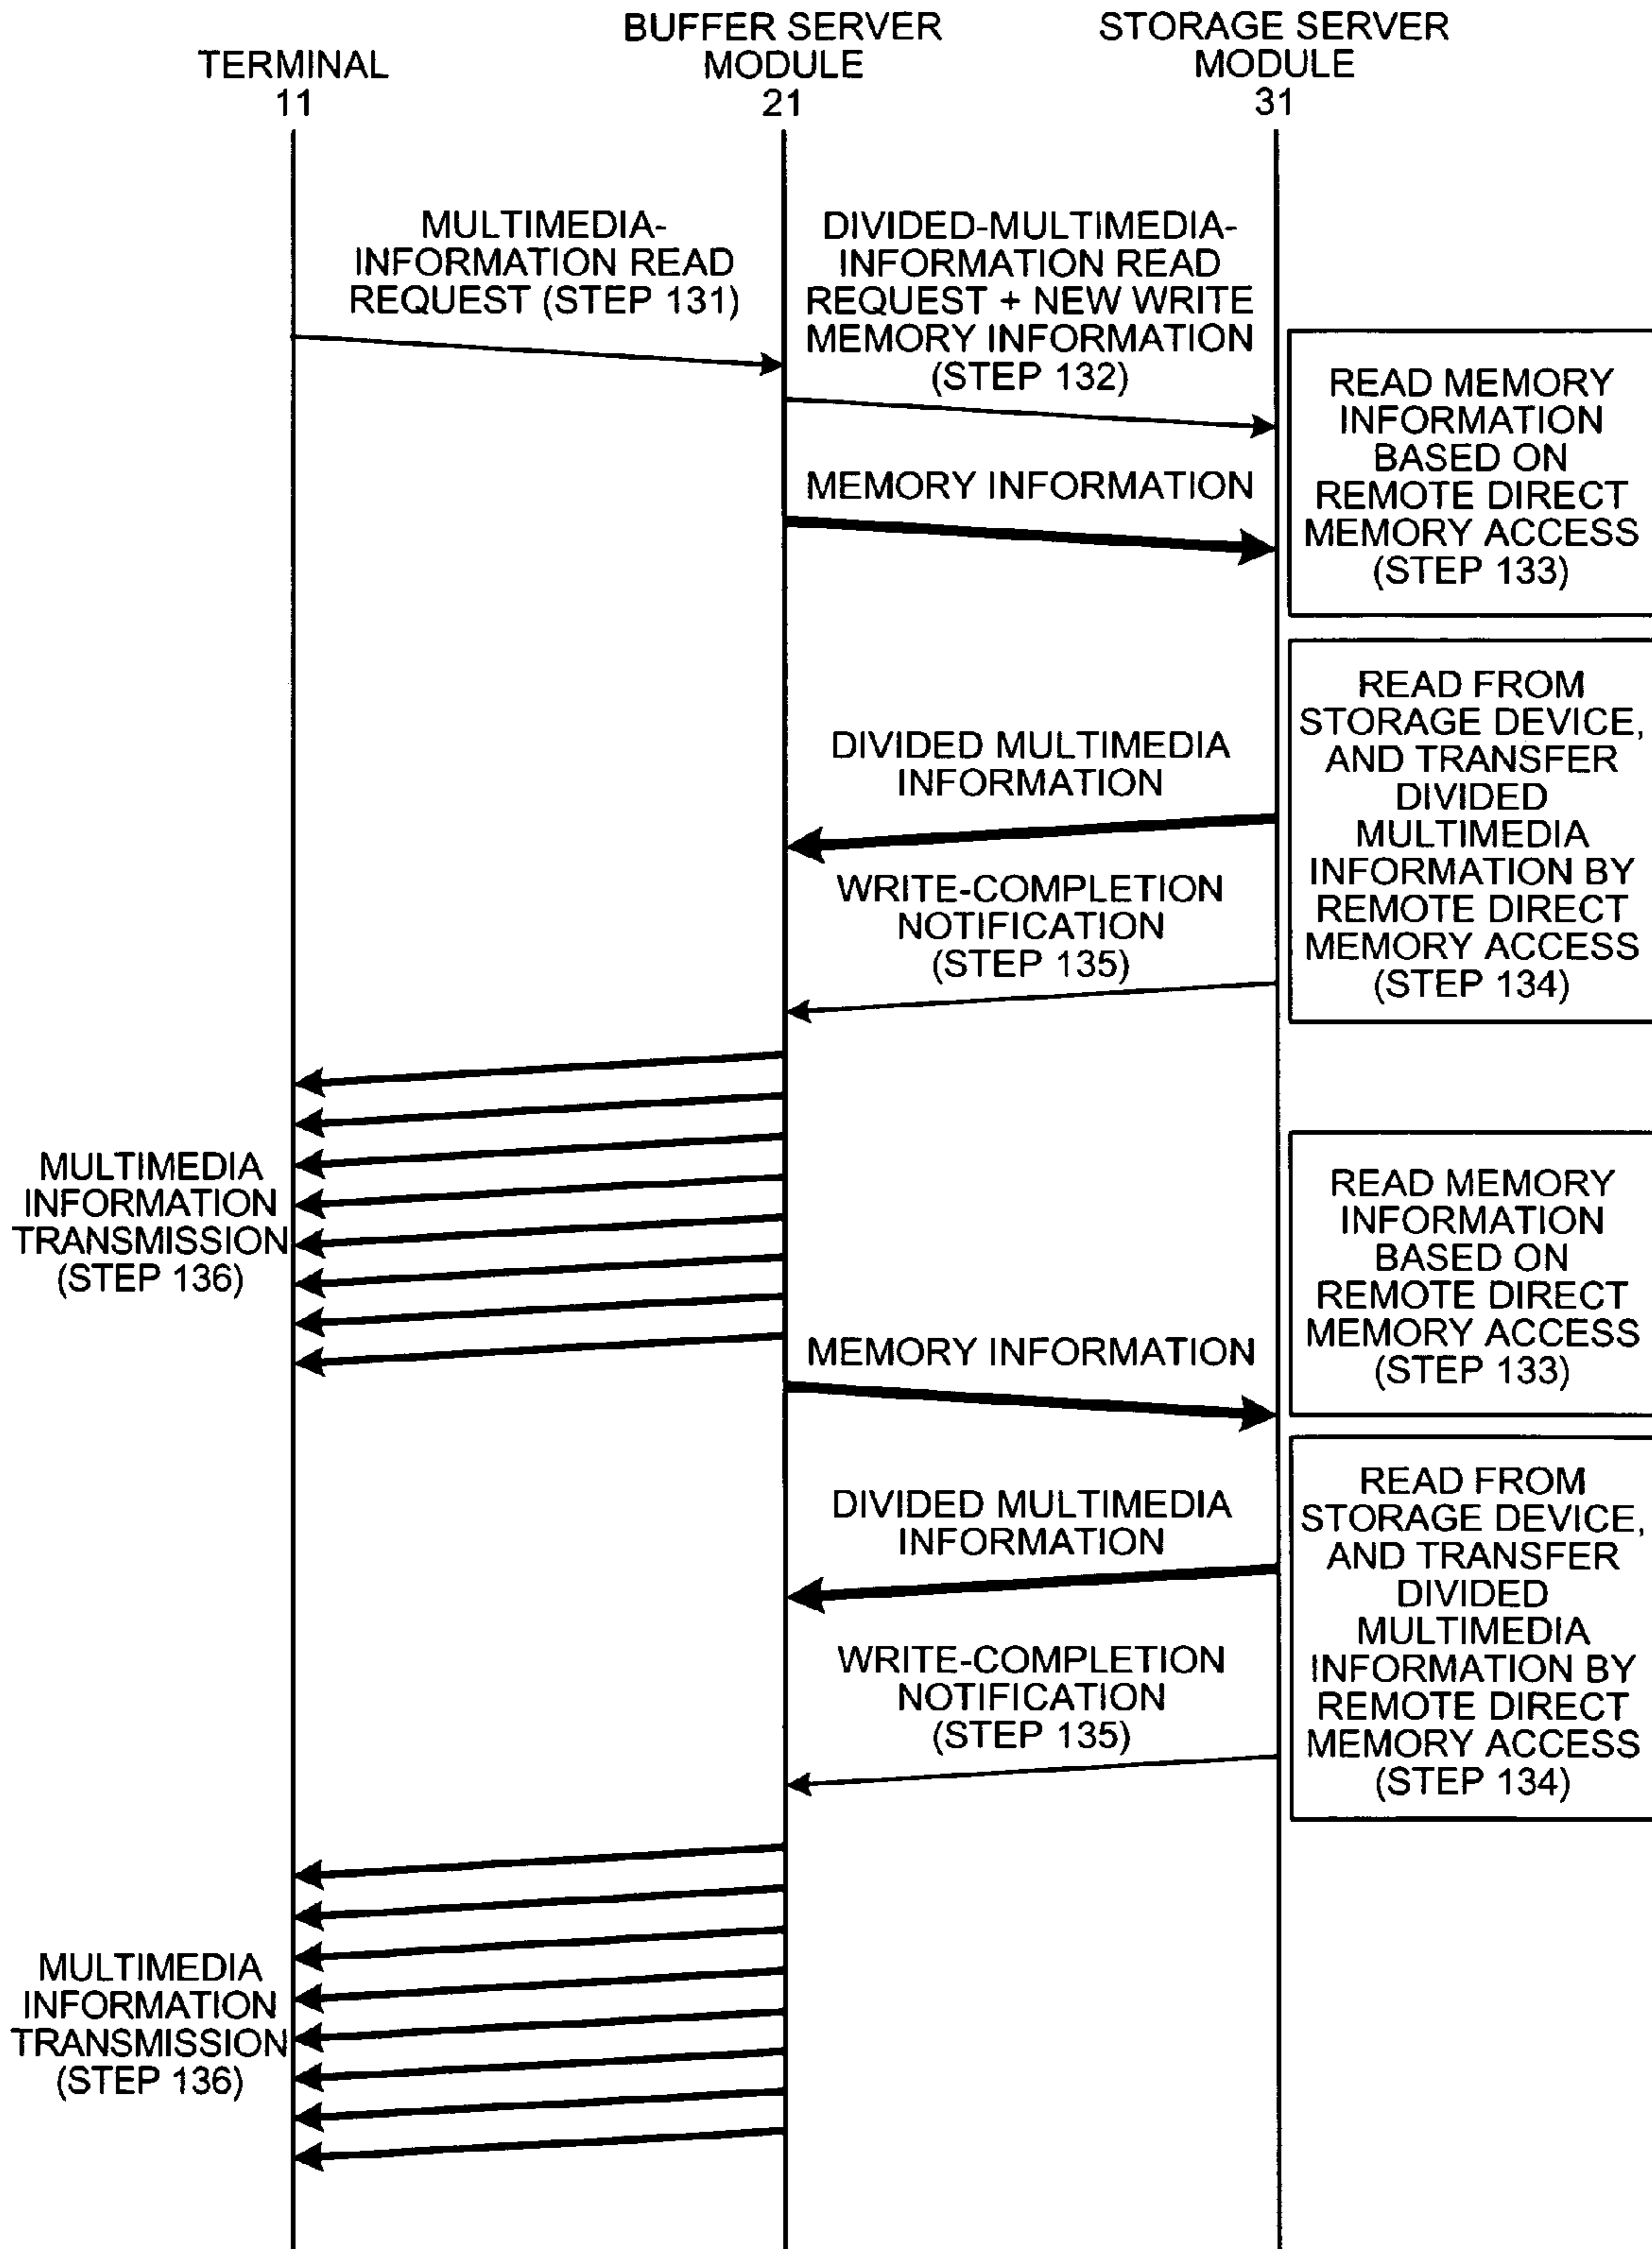 TERMINAL
11
BUFFER SERVER
MODULE
21
STORAGE SERVER
MODULE
31
MULTIMEDIA-
INFORMATION READ
REQUEST (STEP 131)
DIVIDED-MULTIMEDIA-
INFORMATION READ
REQUEST + NEW WRITE
MEMORY INFORMATION
(STEP 132)
MEMORY INFORMATION
READ MEMORY
INFORMATION
BASED ON
REMOTE DIRECT
MEMORY ACCESS
(STEP 133)
DIVIDED MULTIMEDIA
INFORMATION
WRITE-COMPLETION
NOTIFICATION
(STEP 135)
READ FROM
STORAGE DEVICE,
AND TRANSFER
DIVIDED
MULTIMEDIA
INFORMATION BY
REMOTE DIRECT
MEMORY ACCESS
(STEP 134)
MULTIMEDIA
INFORMATION
TRANSMISSION
(STEP 136)
MEMORY INFORMATION
READ MEMORY
INFORMATION
BASED ON
REMOTE DIRECT
MEMORY ACCESS
(STEP 133)
DIVIDED MULTIMEDIA
INFORMATION
WRITE-COMPLETION
NOTIFICATION
(STEP 135)
READ FROM
STORAGE DEVICE,
AND TRANSFER
DIVIDED
MULTIMEDIA
INFORMATION BY
REMOTE DIRECT
MEMORY ACCESS
(STEP 134)
MULTIMEDIA
INFORMATION
TRANSMISSION
(STEP 136)